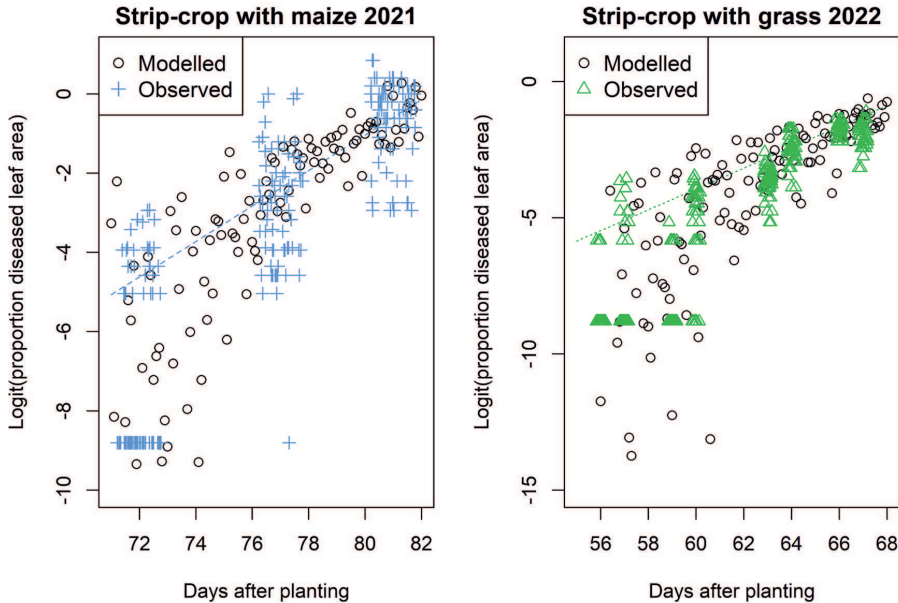 Strip-crop with maize 2021
Modelled
Observed
Logit(proportion diseased leaf area)
0
-2
-4
-6
-8
-10
72 74 76 78 80 82
Days after planting
Strip-crop with grass 2022
Modelled
Observed
Logit(proportion diseased leaf area)
0
-5
-10
-15
56 58 60 62 64 66 68
Days after planting